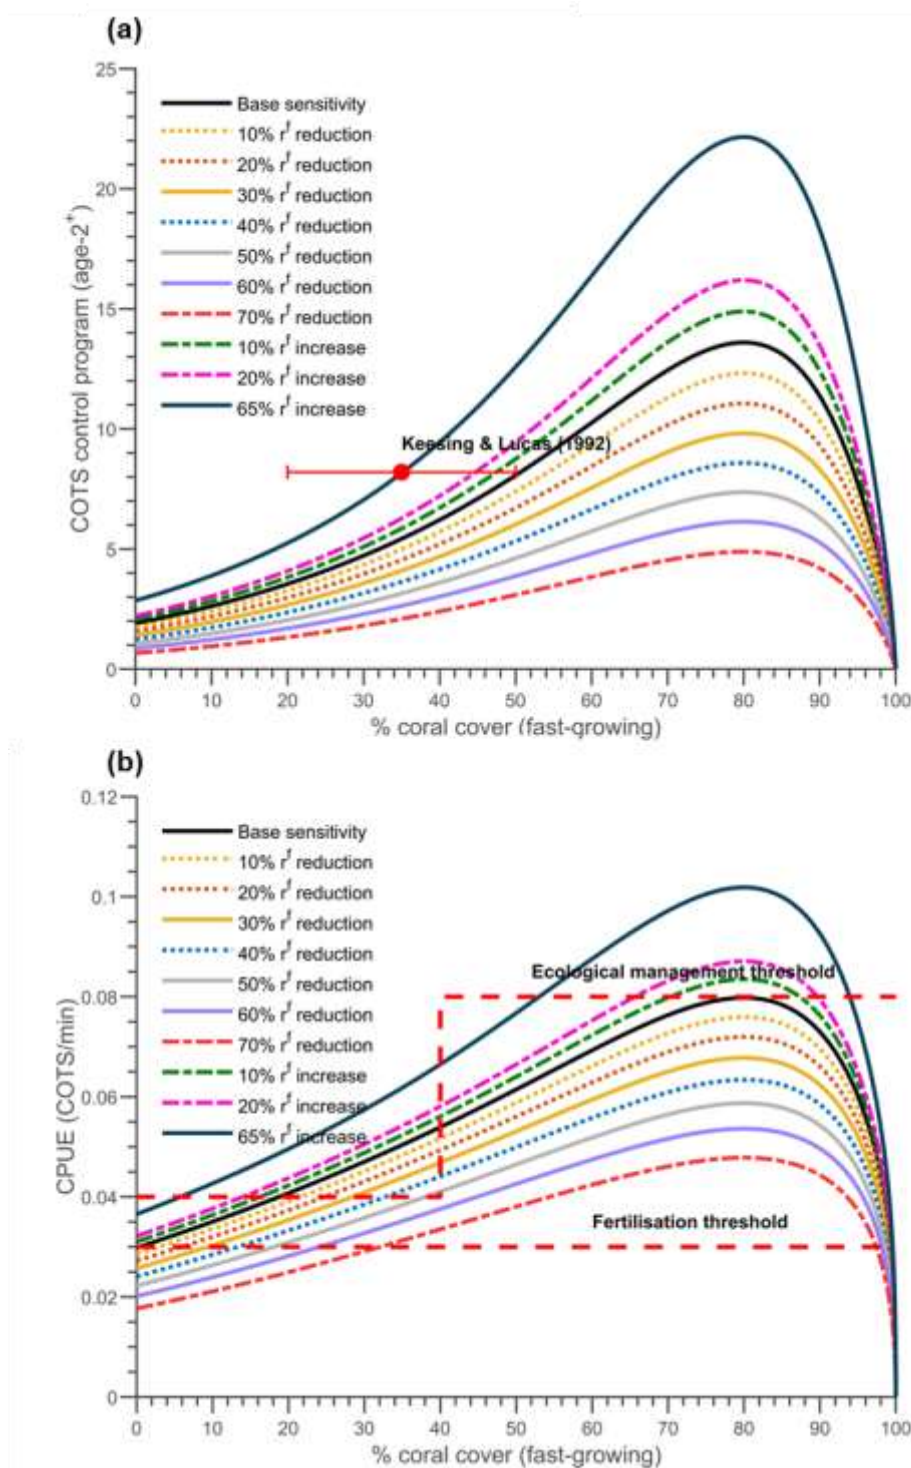 (a)
25
20
15
10
5
0
COTS control program (age-2⁺)
Base sensitivity
10% rᶠ reduction
20% rᶠ reduction
30% rᶠ reduction
40% rᶠ reduction
50% rᶠ reduction
60% rᶠ reduction
70% rᶠ reduction
10% rᶠ increase
20% rᶠ increase
65% rᶠ increase
Keesing & Lucas (1992)
0 10 20 30 40 50 60 70 80 90 100
% coral cover (fast-growing)
(b)
0.12
0.1
0.08
0.06
0.04
0.02
0
CPUE (COTS/min)
Base sensitivity
10% rᶠ reduction
20% rᶠ reduction
30% rᶠ reduction
40% rᶠ reduction
50% rᶠ reduction
60% rᶠ reduction
70% rᶠ reduction
10% rᶠ increase
20% rᶠ increase
65% rᶠ increase
Ecological management threshold
Fertilisation threshold
0 10 20 30 40 50 60 70 80 90 100
% coral cover (fast-growing)